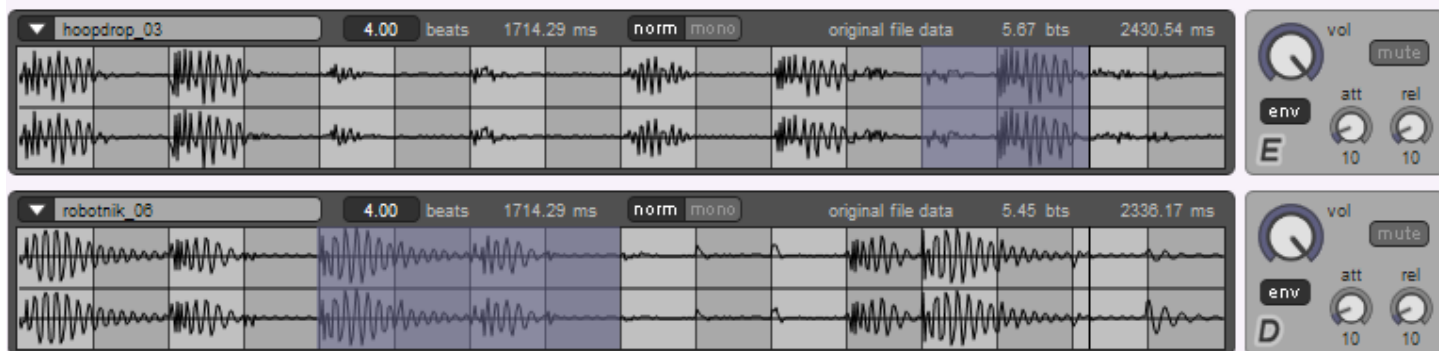 hoopdrop_03 4.00 beats 1714.29 ms norm mono original file data 5.67 bts 2430.54 ms
vol
mute
env
att rel
E
10 10
robotnik_06 4.00 beats 1714.29 ms norm mono original file data 5.45 bts 2336.17 ms
vol
mute
env
att rel
D
10 10